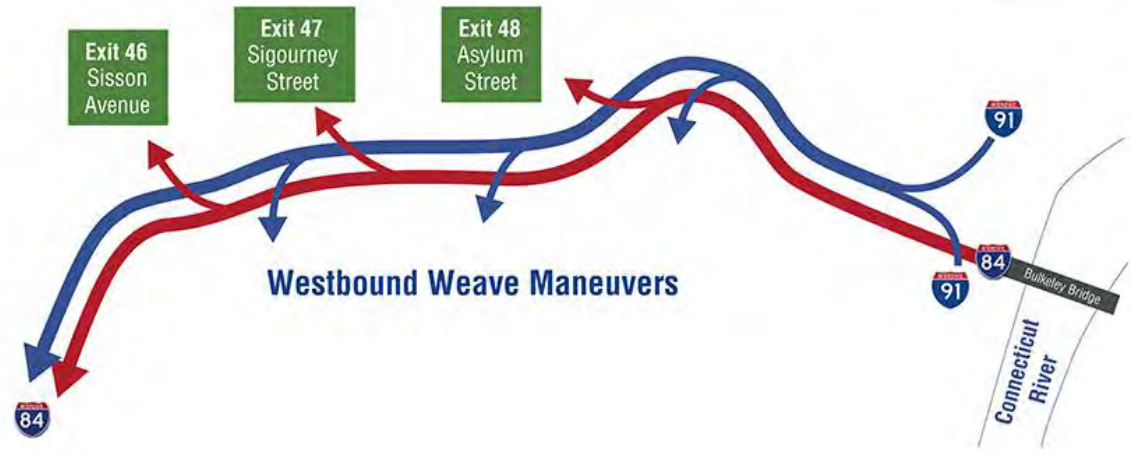 Exit 46
Sisson
Avenue
Exit 47
Sigourney
Street
Exit 48
Asylum
Street
91
91
84
Bulkeley Bridge
Westbound Weave Maneuvers
Connecticut
River
84